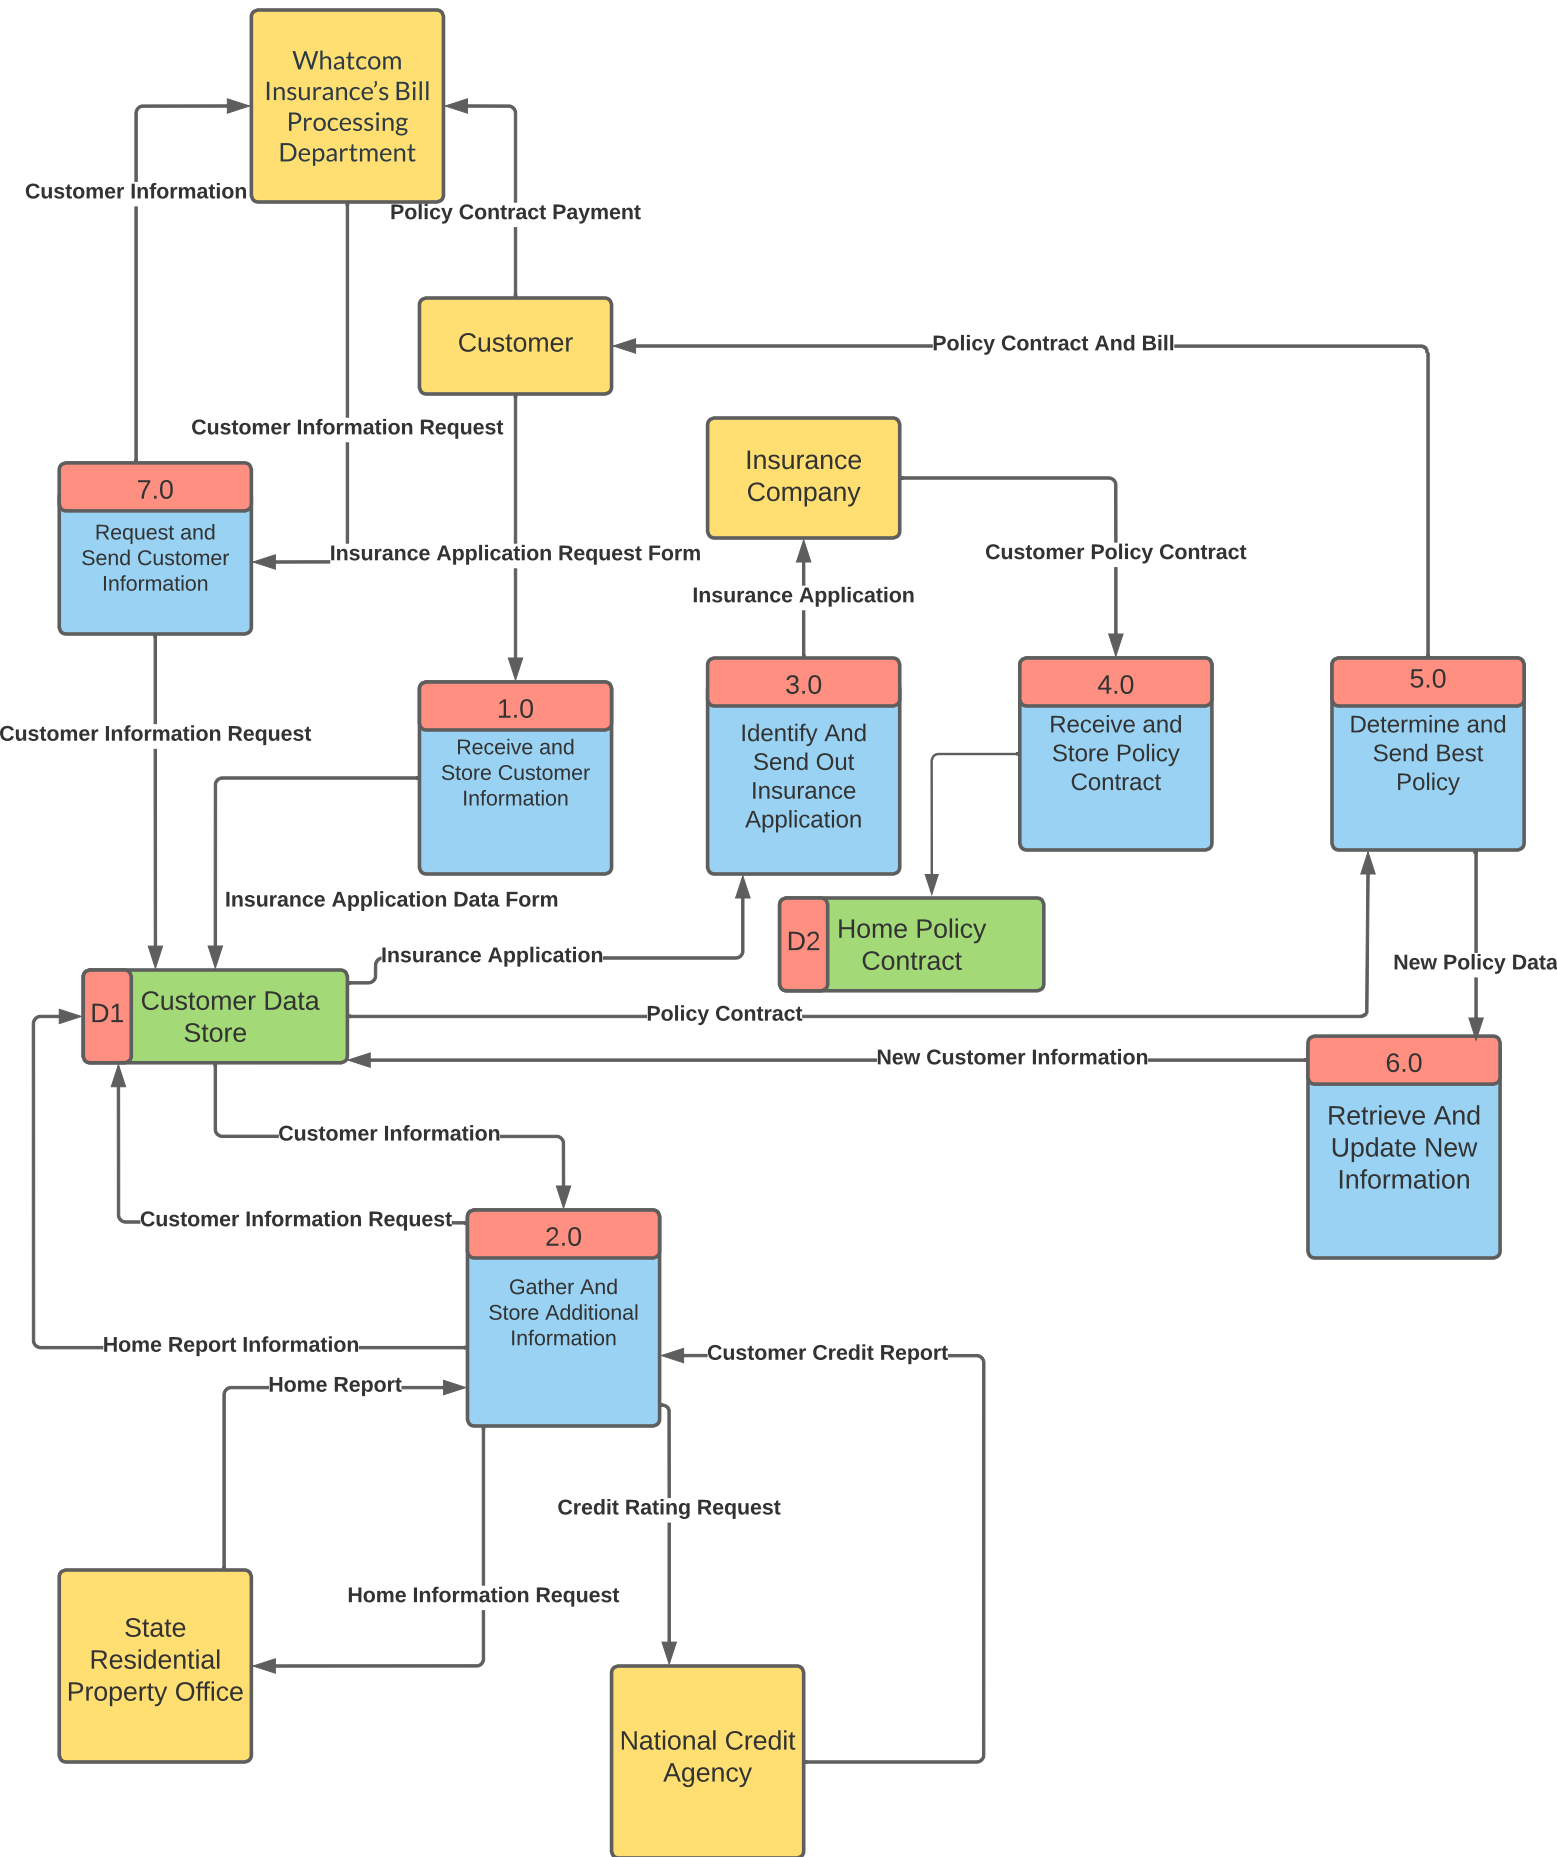 Whatcom
Insurance's Bill
Processing
Department
Customer Information
Policy Contract Payment
Customer
Policy Contract And Bill
Customer Information Request
Insurance
Company
7.0
Request and
Send Customer
Information
Insurance Application Request Form
Customer Policy Contract
Insurance Application
1.0
Receive and
Store Customer
Information
3.0
Identify And
Send Out
Insurance
Application
4.0
Receive and
Store Policy
Contract
5.0
Determine and
Send Best
Policy
Customer Information Request
Insurance Application Data Form
D2
Home Policy
Contract
Insurance Application
New Policy Data
D1
Customer Data
Store
Policy Contract
New Customer Information
6.0
Retrieve And
Update New
Information
Customer Information
Customer Information Request
2.0
Gather And
Store Additional
Information
Home Report Information
Customer Credit Report
Home Report
Credit Rating Request
Home Information Request
State
Residential
Property Office
National Credit
Agency